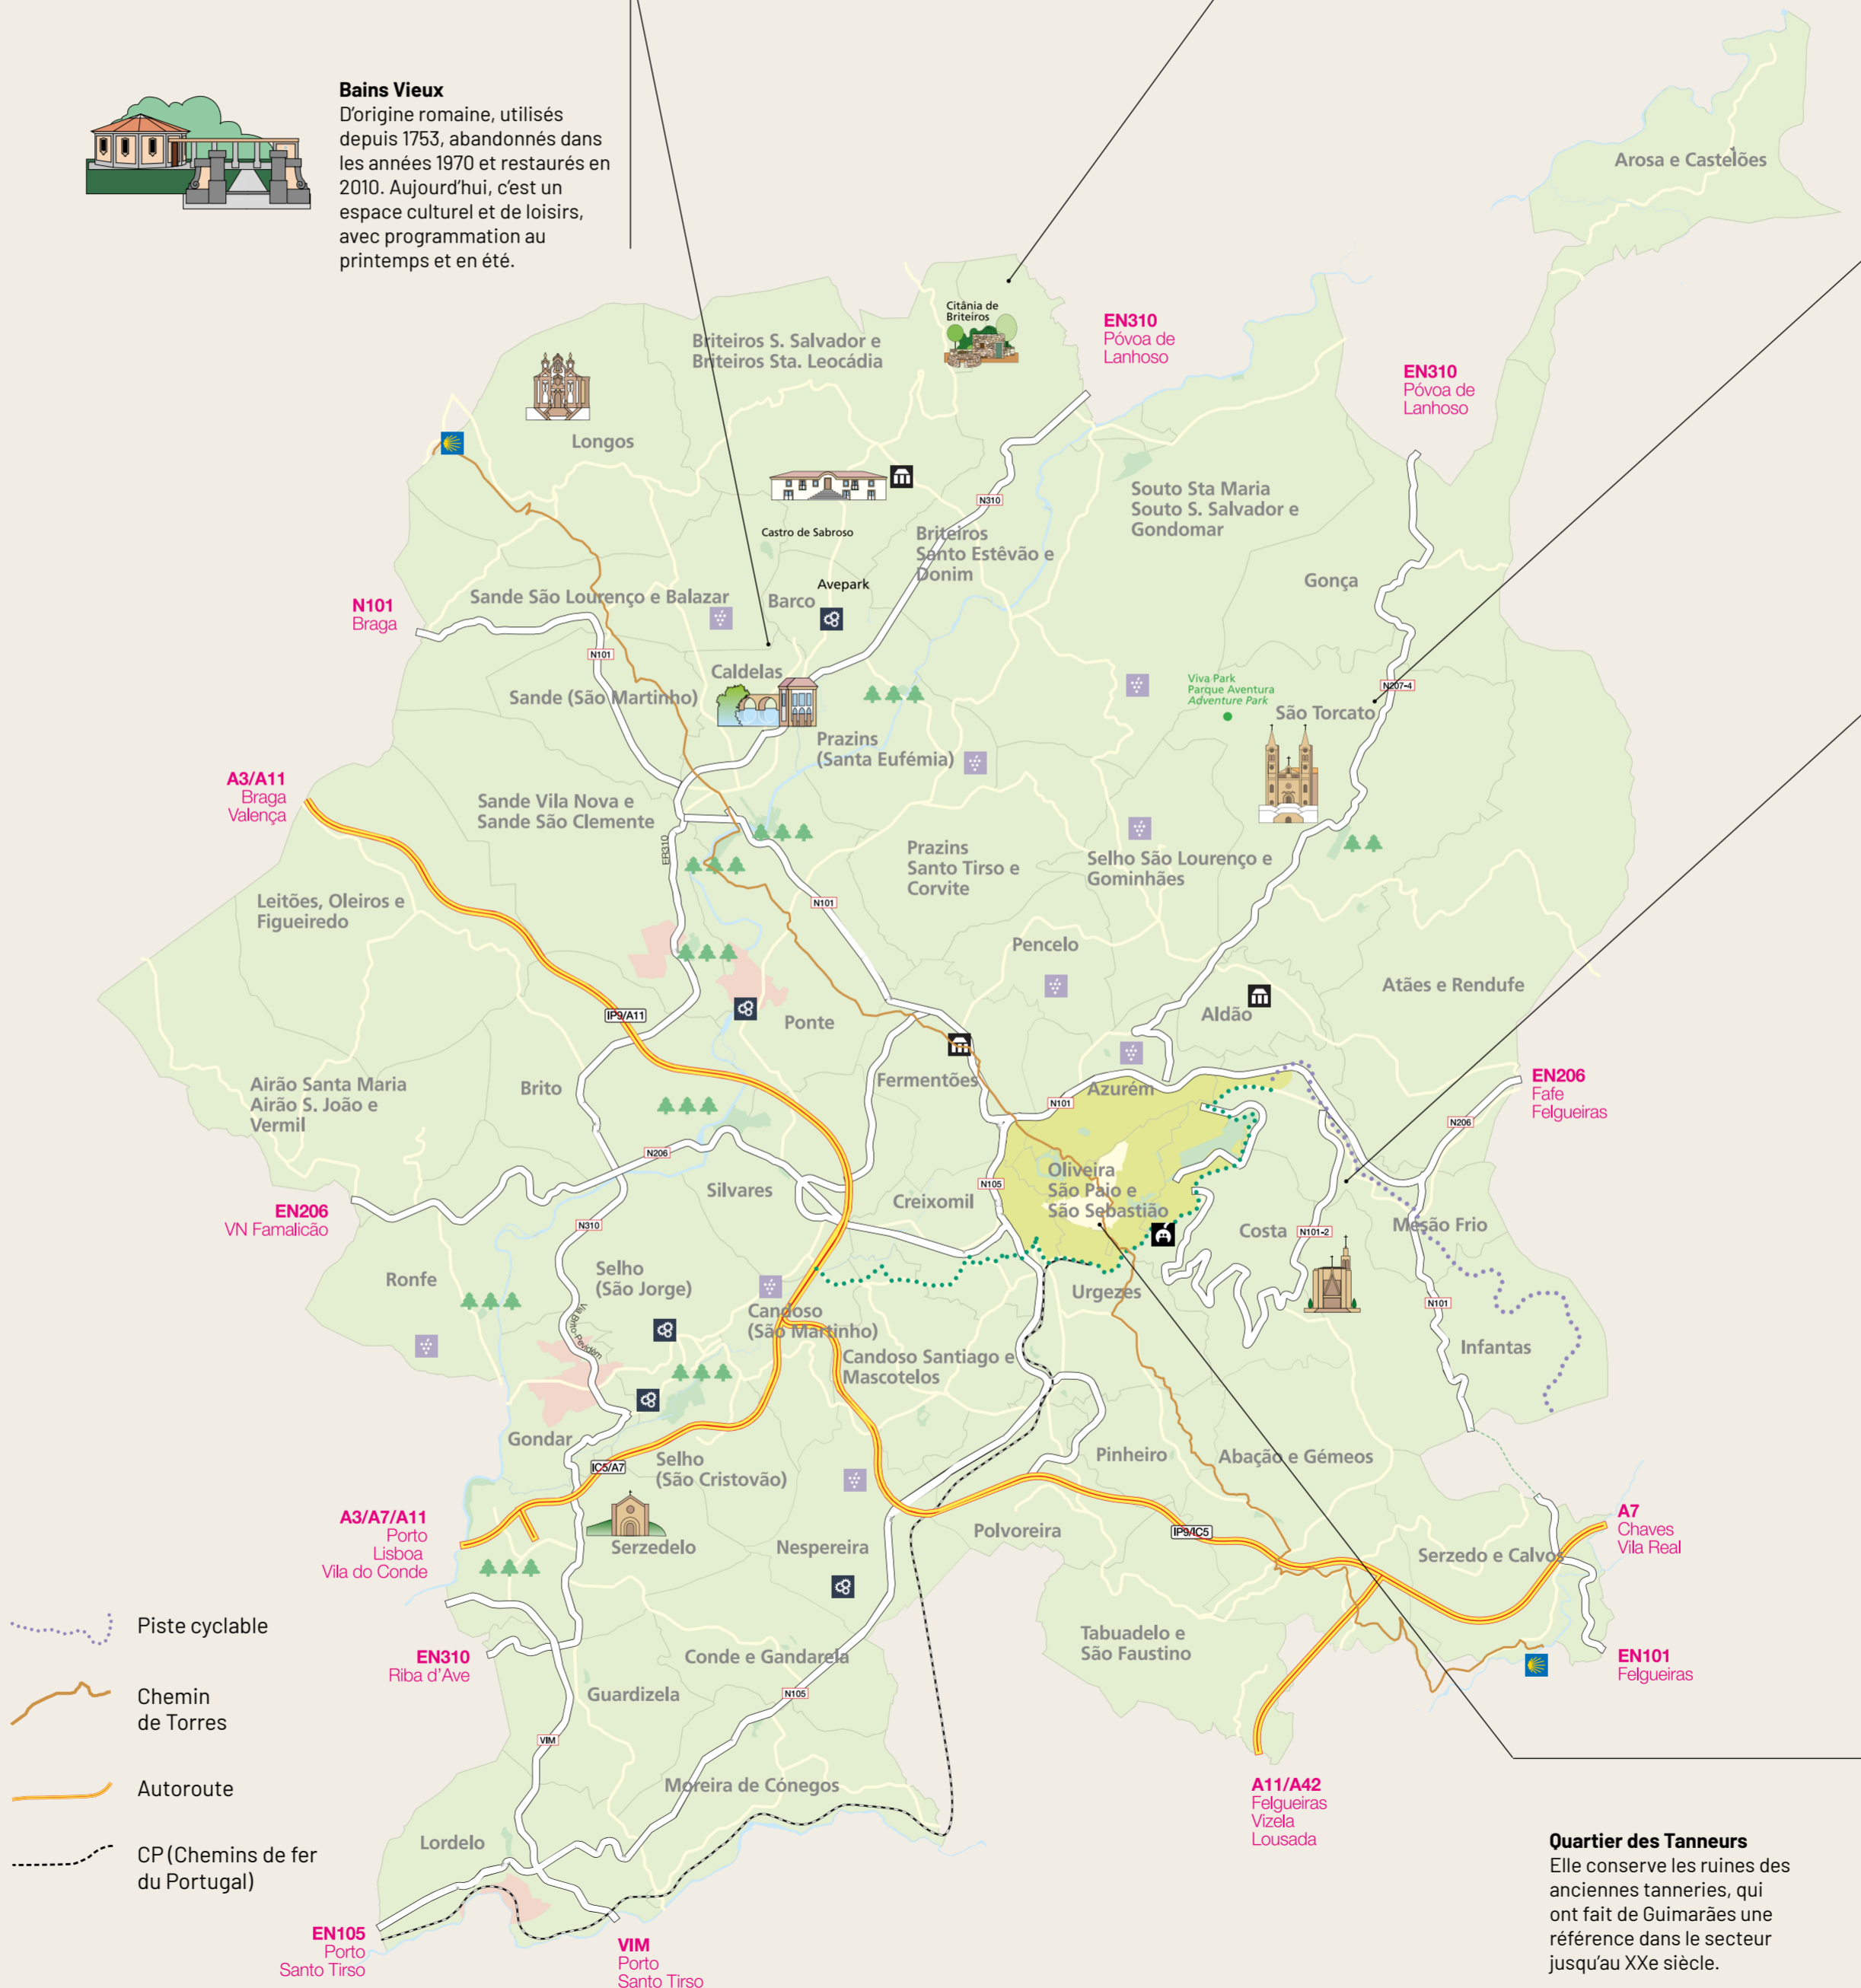 Bains Vieux
D'origine romaine, utilisés
depuis 1753, abandonnés dans
les années 1970 et restaurés en
2010. Aujourd'hui, c'est un
espace culturel et de loisirs,
avec programmation au
printemps et en été.
Arosa e Castelões
Citânia de
Briteiros
EN310
Póvoa de
Lanhoso
Briteiros S. Salvador e
Briteiros Sta. Leocádia
EN310
Póvoa de
Lanhoso
Longos
N310
Souto Sta Maria
Souto S. Salvador e
Gondomar
Castro de Sabroso
Briteiros
Santo Estêvão e
Donim
Gonça
Avepark
Sande São Lourenço e Balazar
Barco
N101
Braga
N101
Caldelas
Sande (São Martinho)
Viva Park
Parque Aventura
Adventure Park
N207-4
São Torcato
Prazins
(Santa Eufémia)
A3/A11
Braga
Valença
Sande Vila Nova e
Sande São Clemente
ER310
Prazins
Santo Tirso e
Corvite
Selho São Lourenço e
Gominhães
N101
Leitões, Oleiros e
Figueiredo
Pencelo
Atães e Rendufe
IP9/A11
Ponte
Aldão
Airão Santa Maria
Airão S. João e
Vermil
Brito
Fermentões
Azurém
N101
EN206
Fafe
Felgueiras
N206
N206
Silvares
Creixomil
N105
Oliveira
São Paio e
São Sebastião
EN206
VN Famalicão
N310
Costa
N101-2
Mesão Frio
Ronfe
Selho
(São Jorge)
Urgezes
N101
Candoso
(São Martinho)
Via Brito-Pevidém
Infantas
Candoso Santiago e
Mascotelos
Gondar
IC5/A7
Selho
(São Cristovão)
Pinheiro
Abação e Gémeos
A3/A7/A11
Porto
Lisboa
Vila do Conde
Serzedelo
Nespereira
Polvoreira
IP9/IC5
Serzedo e Calvos
A7
Chaves
Vila Real
Piste cyclable
EN310
Riba d'Ave
Conde e Gandarela
Tabuadelo e
São Faustino
EN101
Felgueiras
Chemin
de Torres
Guardizela
N105
VIM
Autoroute
Moreira de Cónegos
A11/A42
Felgueiras
Vizela
Lousada
Lordelo
CP (Chemins de fer
du Portugal)
EN105
Porto
Santo Tirso
VIM
Porto
Santo Tirso
Quartier des Tanneurs
Elle conserve les ruines des
anciennes tanneries, qui
ont fait de Guimarães une
référence dans le secteur
jusqu'au XXe siècle.